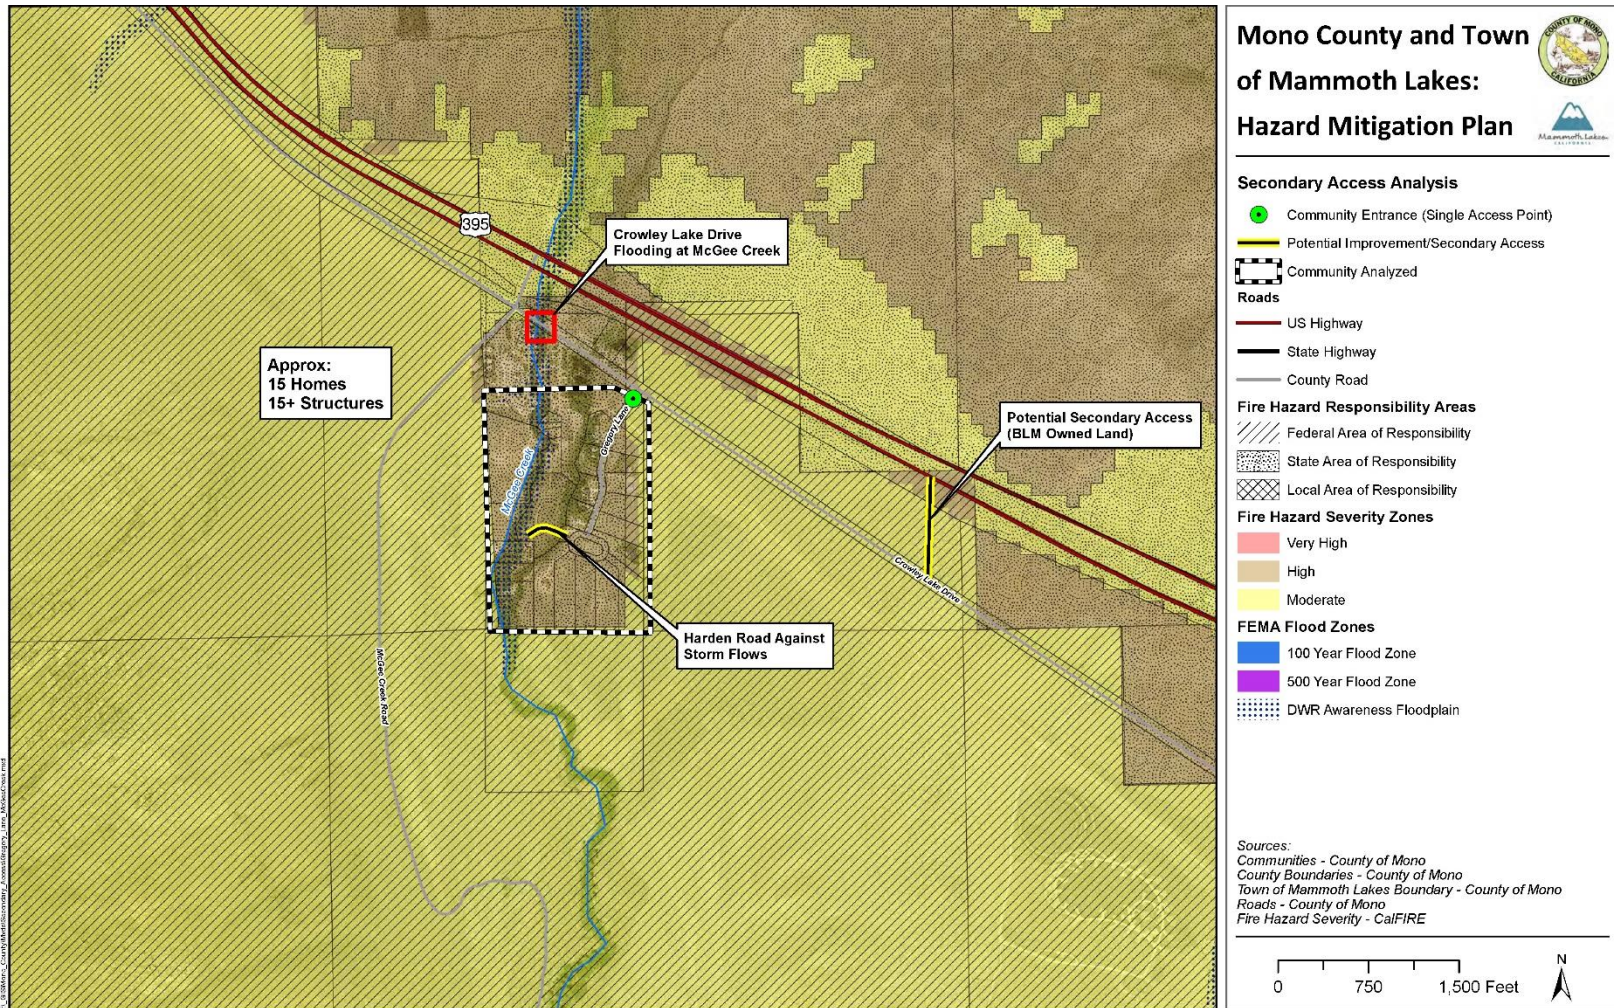 Mono County and Town
of Mammoth Lakes:
Hazard Mitigation Plan
COUNTY OF MONO
CALIFORNIA
Mammoth Lakes
CALIFORNIA
Secondary Access Analysis
Community Entrance (Single Access Point)
Potential Improvement/Secondary Access
Community Analyzed
Roads
US Highway
State Highway
County Road
Fire Hazard Responsibility Areas
Federal Area of Responsibility
State Area of Responsibility
Local Area of Responsibility
Fire Hazard Severity Zones
Very High
High
Moderate
FEMA Flood Zones
100 Year Flood Zone
500 Year Flood Zone
DWR Awareness Floodplain
Sources:
Communities - County of Mono
County Boundaries - County of Mono
Town of Mammoth Lakes Boundary - County of Mono
Roads - County of Mono
Fire Hazard Severity - CalFIRE
0 750 1,500 Feet
N
395
Crowley Lake Drive
Flooding at McGee Creek
Approx:
15 Homes
15+ Structures
Gregory Lane
McGee Creek
Potential Secondary Access
(BLM Owned Land)
Crowley Lake Drive
Harden Road Against
Storm Flows
McGee Creek Road